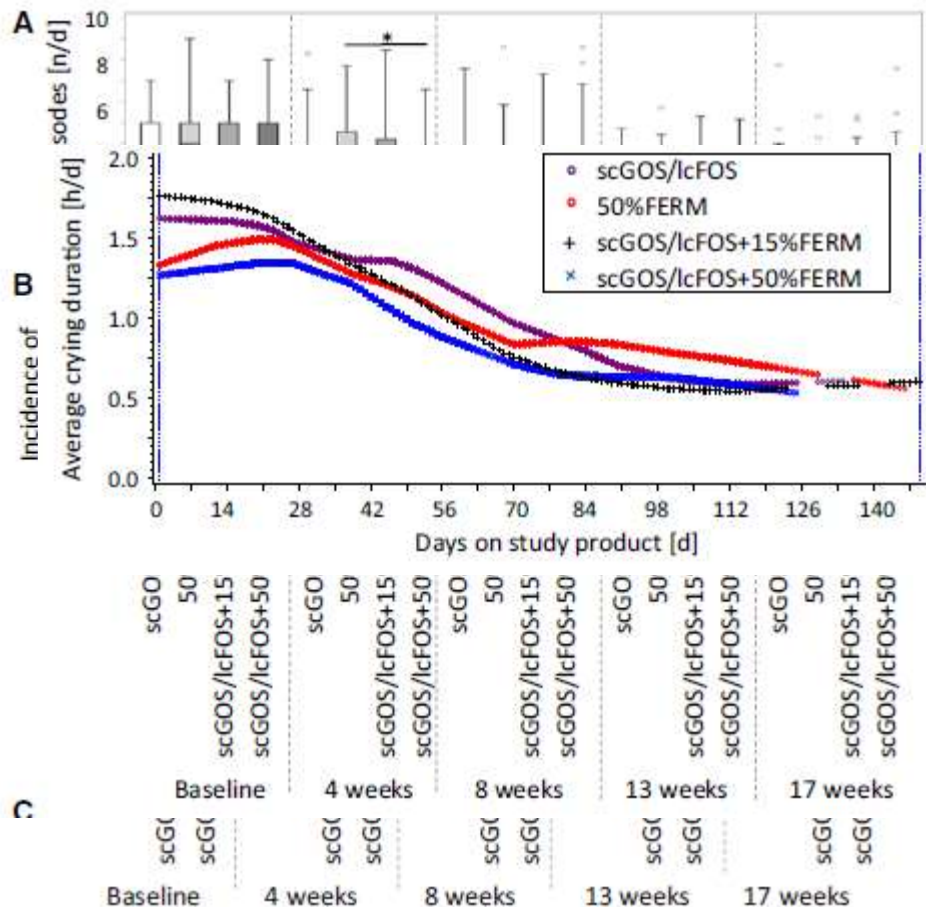 A
sodes [n/d]
10
*
8
6
B
Incidence of
Average crying duration [h/d]
2.0
1.5
1.0
0.5
0.0
scGOS/lcFOS
50%FERM
scGOS/lcFOS+15%FERM
scGOS/lcFOS+50%FERM
0 14 28 42 56 70 84 98 112 126 140
Days on study product [d]
scGO
50
scGOS/lcFOS+15
scGOS/lcFOS+50
scGO
50
scGOS/lcFOS+15
scGOS/lcFOS+50
scGO
50
scGOS/lcFOS+15
scGOS/lcFOS+50
scGO
50
scGOS/lcFOS+15
scGOS/lcFOS+50
scGO
50
scGOS/lcFOS+15
scGOS/lcFOS+50
Baseline 4 weeks 8 weeks 13 weeks 17 weeks
C
Baseline 4 weeks 8 weeks 13 weeks 17 weeks